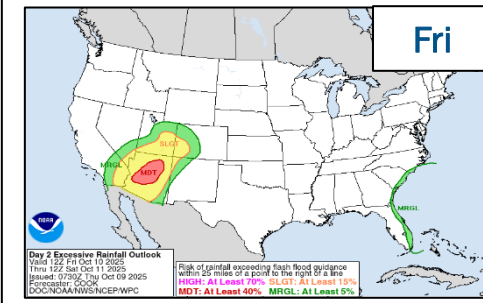 Fri
SLGT
MRGL
MDT
MRGL
NOAA
Day 2 Excessive Rainfall Outlook
Valid 12Z Fri Oct 10 2025
Thru 12Z Sat Oct 11 2025
Issued: 0730Z Thu Oct 09 2025
Forecaster: COOK
DOC/NOAA/NWS/NCEP/WPC
Risk of rainfall exceeding flash flood guidance
within 25 miles of a point to the right of a line
HIGH: At Least 70% SLGT: At Least 15%
MDT: At Least 40% MRGL: At Least 5%